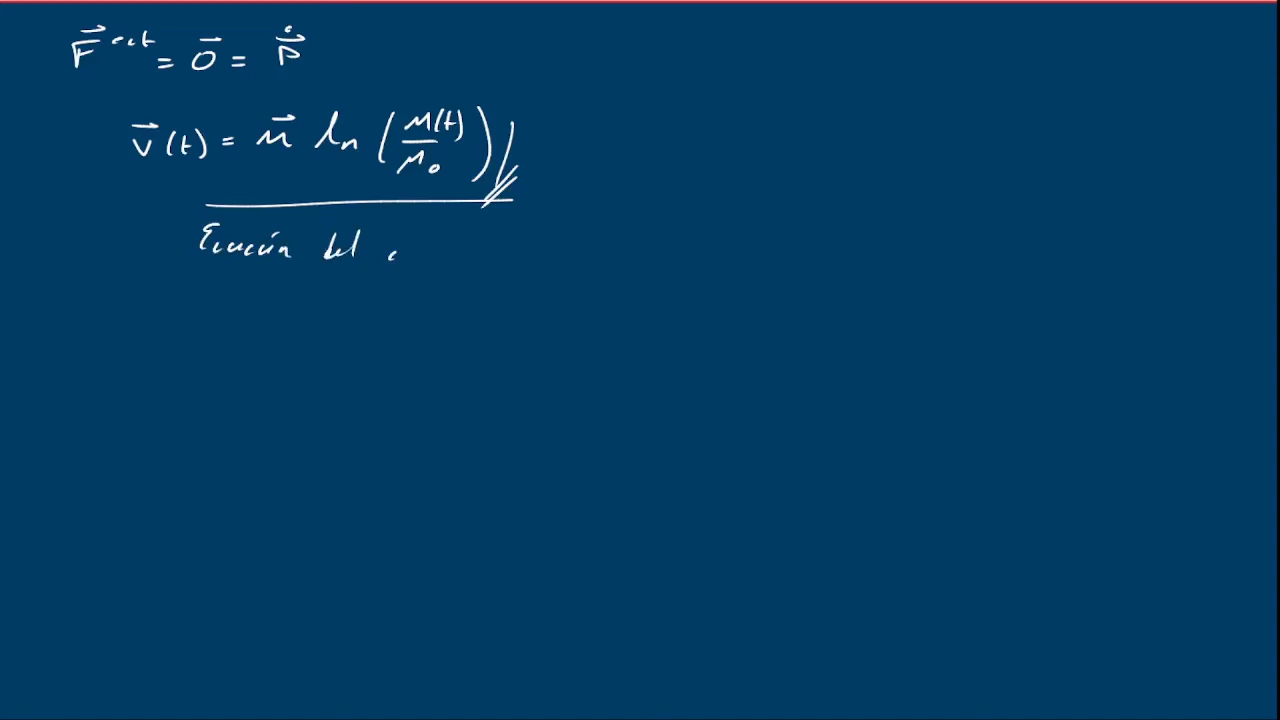 F⃗ ext = 0⃗ = Ṗ⃗
v⃗(t) = u⃗ ln (M(t)/M₀)
Ecuación del c